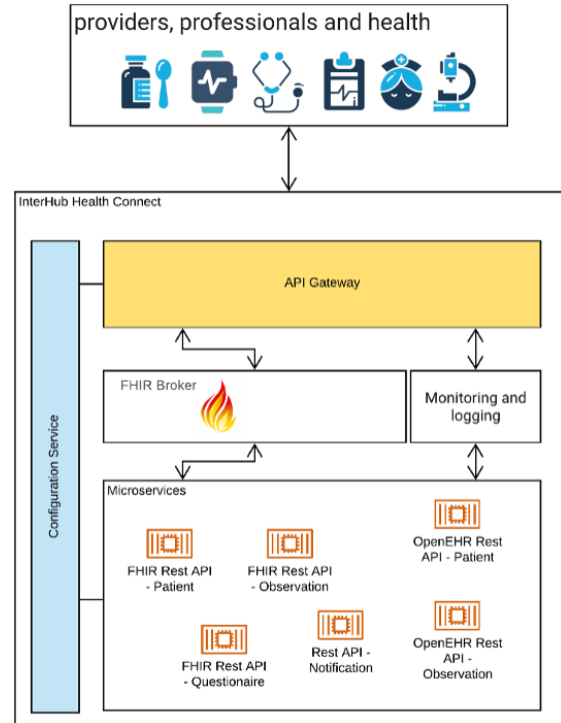 providers, professionals and health
InterHub Health Connect
Configuration Service
API Gateway
FHIR Broker
Monitoring and
logging
Microservices
FHIR Rest API
- Patient
FHIR Rest API
- Observation
OpenEHR Rest
API - Patient
FHIR Rest API
- Questionaire
Rest API -
Notification
OpenEHR Rest
API -
Observation